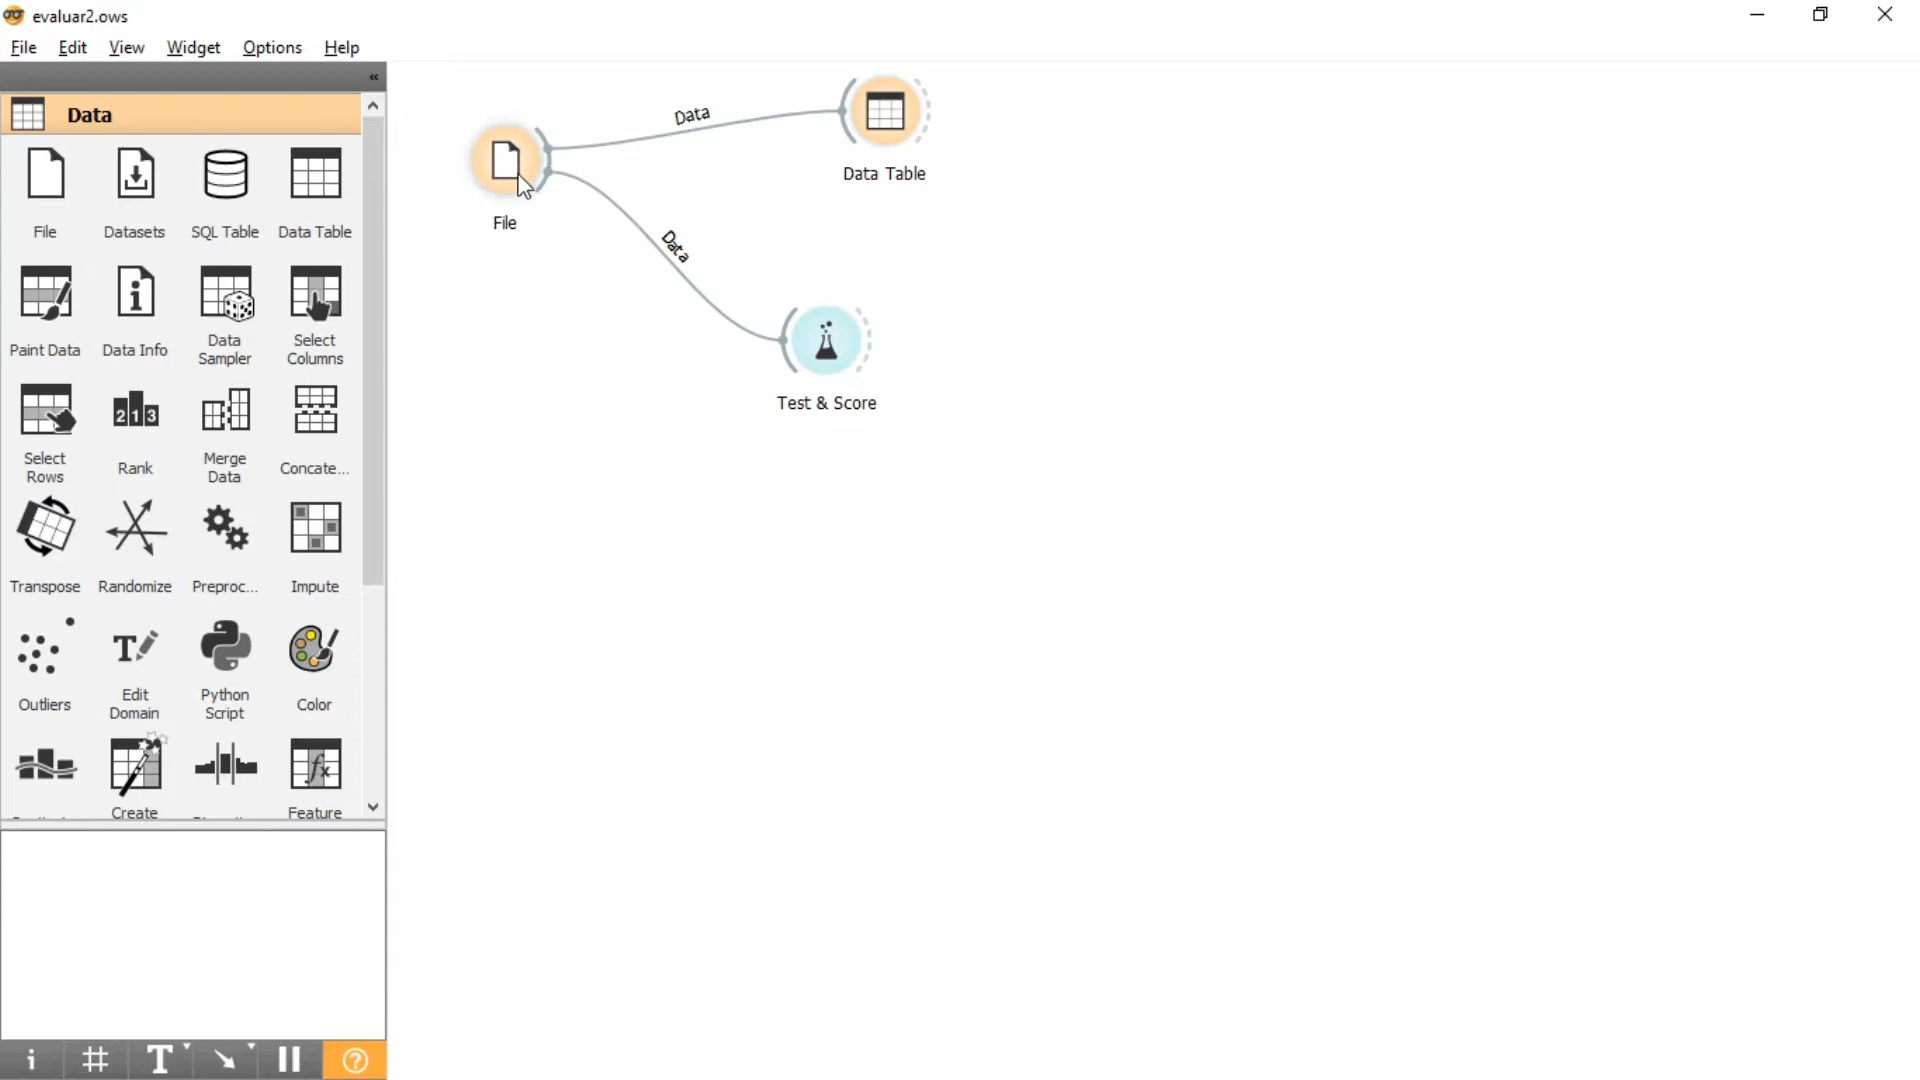 evaluar2.ows
File Edit View Widget Options Help
Data
File Datasets SQL Table Data Table
Paint Data Data Info Data Sampler Select Columns
Select Rows Rank Merge Data Concate...
Transpose Randomize Preproc... Impute
Outliers Edit Domain Python Script Color
Create Feature
Data
Data Table
File
Data
Test & Score